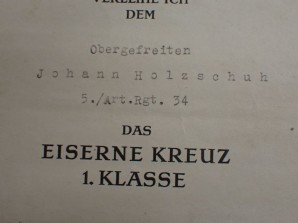 VERLEIHE ICH
DEM
Obergefreiten
Johann Holzschuh
5./Art.Rgt. 34
DAS
EISERNE KREUZ
1. KLASSE